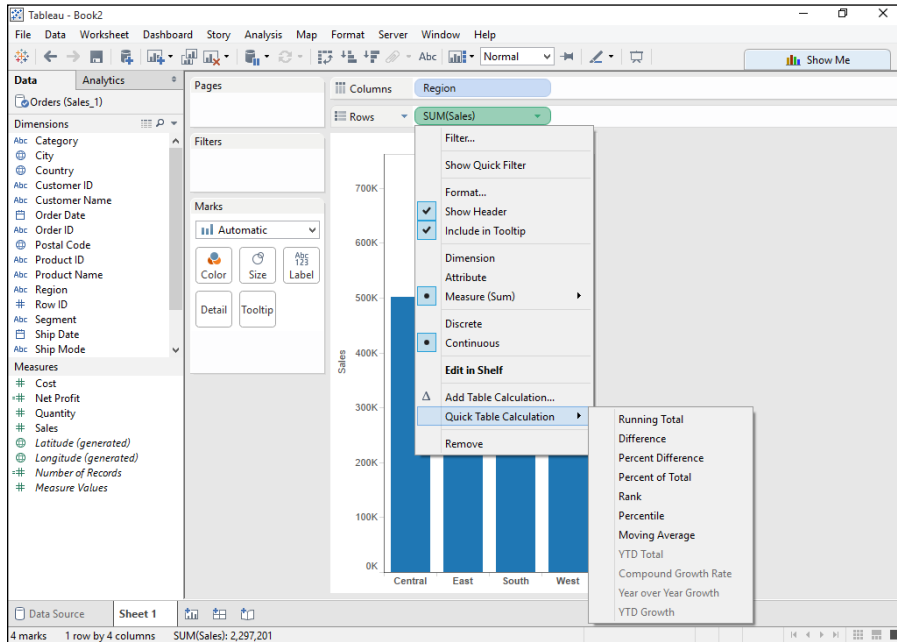 Tableau - Book2
File Data Worksheet Dashboard Story Analysis Map Format Server Window Help
Abc Normal Show Me
Data Analytics
Orders (Sales_1)
Dimensions
Abc Category
City
Country
Abc Customer ID
Abc Customer Name
Order Date
Abc Order ID
Postal Code
Abc Product ID
Abc Product Name
Abc Region
# Row ID
Abc Segment
Ship Date
Abc Ship Mode
Measures
# Cost
=# Net Profit
# Quantity
# Sales
Latitude (generated)
Longitude (generated)
=# Number of Records
# Measure Values
Pages
Filters
Marks
Automatic
Color
Size
Abc
123
Label
Detail
Tooltip
Columns Region
Rows SUM(Sales)
Filter...
Show Quick Filter
Format...
Show Header
Include in Tooltip
Dimension
Attribute
Measure (Sum)
Discrete
Continuous
Edit in Shelf
Δ Add Table Calculation...
Quick Table Calculation
Remove
Running Total
Difference
Percent Difference
Percent of Total
Rank
Percentile
Moving Average
YTD Total
Compound Growth Rate
Year over Year Growth
YTD Growth
Sales
700K
600K
500K
400K
300K
200K
100K
0K
Central East South West
Data Source Sheet 1
4 marks 1 row by 4 columns SUM(Sales): 2,297,201